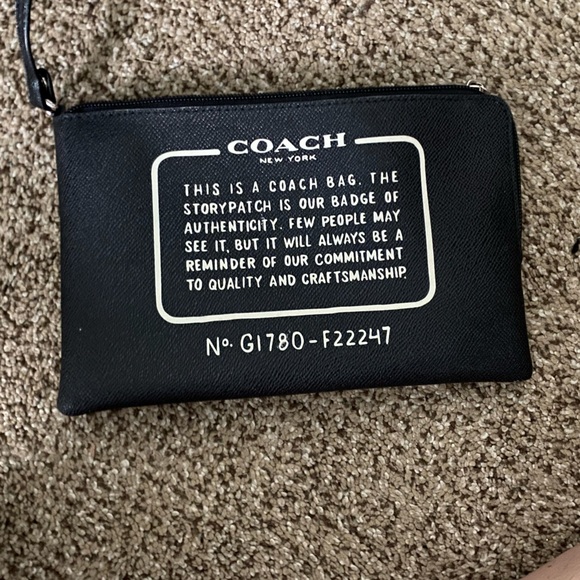 COACH
NEW YORK
THIS IS A COACH BAG. THE
STORYPATCH IS OUR BADGE OF
AUTHENTICITY. FEW PEOPLE MAY
SEE IT, BUT IT WILL ALWAYS BE A
REMINDER OF OUR COMMITMENT
TO QUALITY AND CRAFTSMANSHIP.
No. G1780-F22247